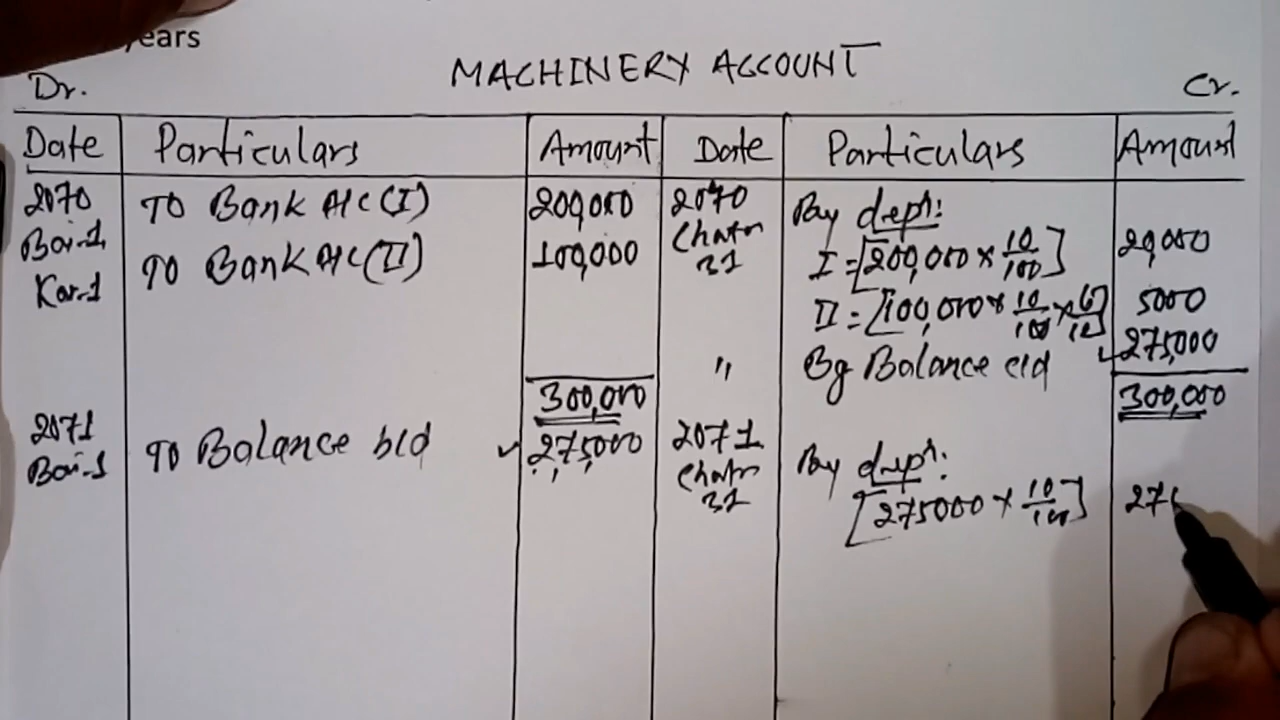 years
MACHINERY ACCOUNT
Dr. Cr.
Date Particulars Amount Date Particulars Amount
2070 TO Bank A/C (I) 200,000 2070 By depn:
Bai-1 Chatra 31 I = [200,000 × 10/100] 20,000
Kar-1 TO Bank A/C (II) 100,000
II = [100,000 × 10/100 × 6/12] 5000
" By Balance c/d 275,000
300,000 300,000
2071 TO Balance b/d 275,000 2071 By depn:
Bai-1 Chatra 31 [275000 × 10/100] 27